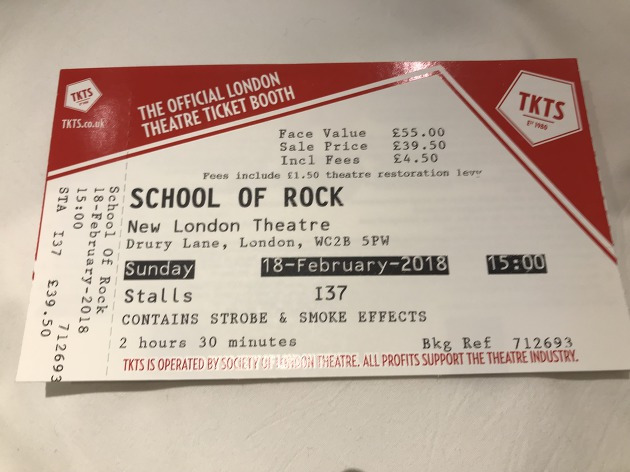 TKTS
TKTS.co.uk
THE OFFICIAL LONDON
THEATRE TICKET BOOTH
TKTS
EST 1980
Face Value £55.00
Sale Price £39.50
Incl Fees £4.50
Fees include £1.50 theatre restoration levy
SCHOOL OF ROCK
New London Theatre
Drury Lane, London, WC2B 5PW
Sunday 18-February-2018 15:00
Stalls I37
CONTAINS STROBE & SMOKE EFFECTS
2 hours 30 minutes Bkg Ref 712693
TKTS IS OPERATED BY SOCIETY OF LONDON THEATRE. ALL PROFITS SUPPORT THE THEATRE INDUSTRY.
School Of Rock
18-February-2018
15:00 712693
STA I37 £39.50